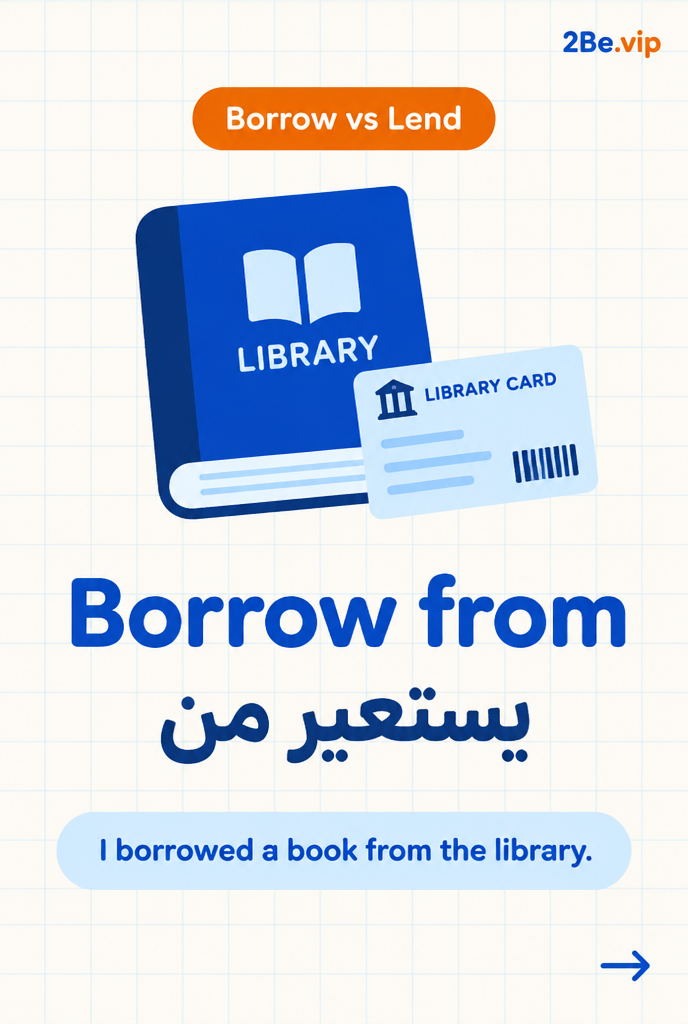 2Be.vip
Borrow vs Lend
LIBRARY
LIBRARY CARD
Borrow from
يستعير من
I borrowed a book from the library.